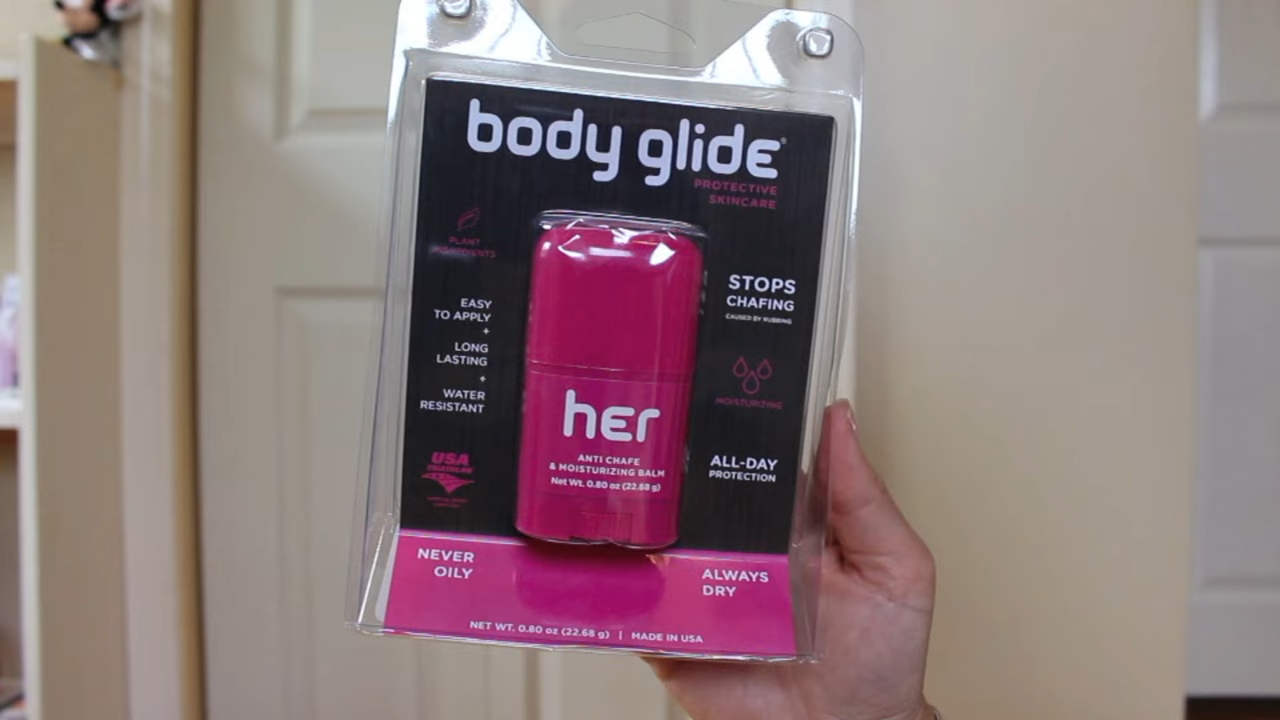 body glide®
PROTECTIVE
SKINCARE
PLANT
INGREDIENTS
EASY
TO APPLY
+
LONG
LASTING
+
WATER
RESISTANT
USA
TRIATHLON
STOPS
CHAFING
CAUSED BY RUBBING
MOISTURIZING
ALL-DAY
PROTECTION
her
ANTI CHAFE
& MOISTURIZING BALM
Net Wt. 0.80 oz (22.68 g)
NEVER
OILY
ALWAYS
DRY
NET WT. 0.80 oz (22.68 g) | MADE IN USA